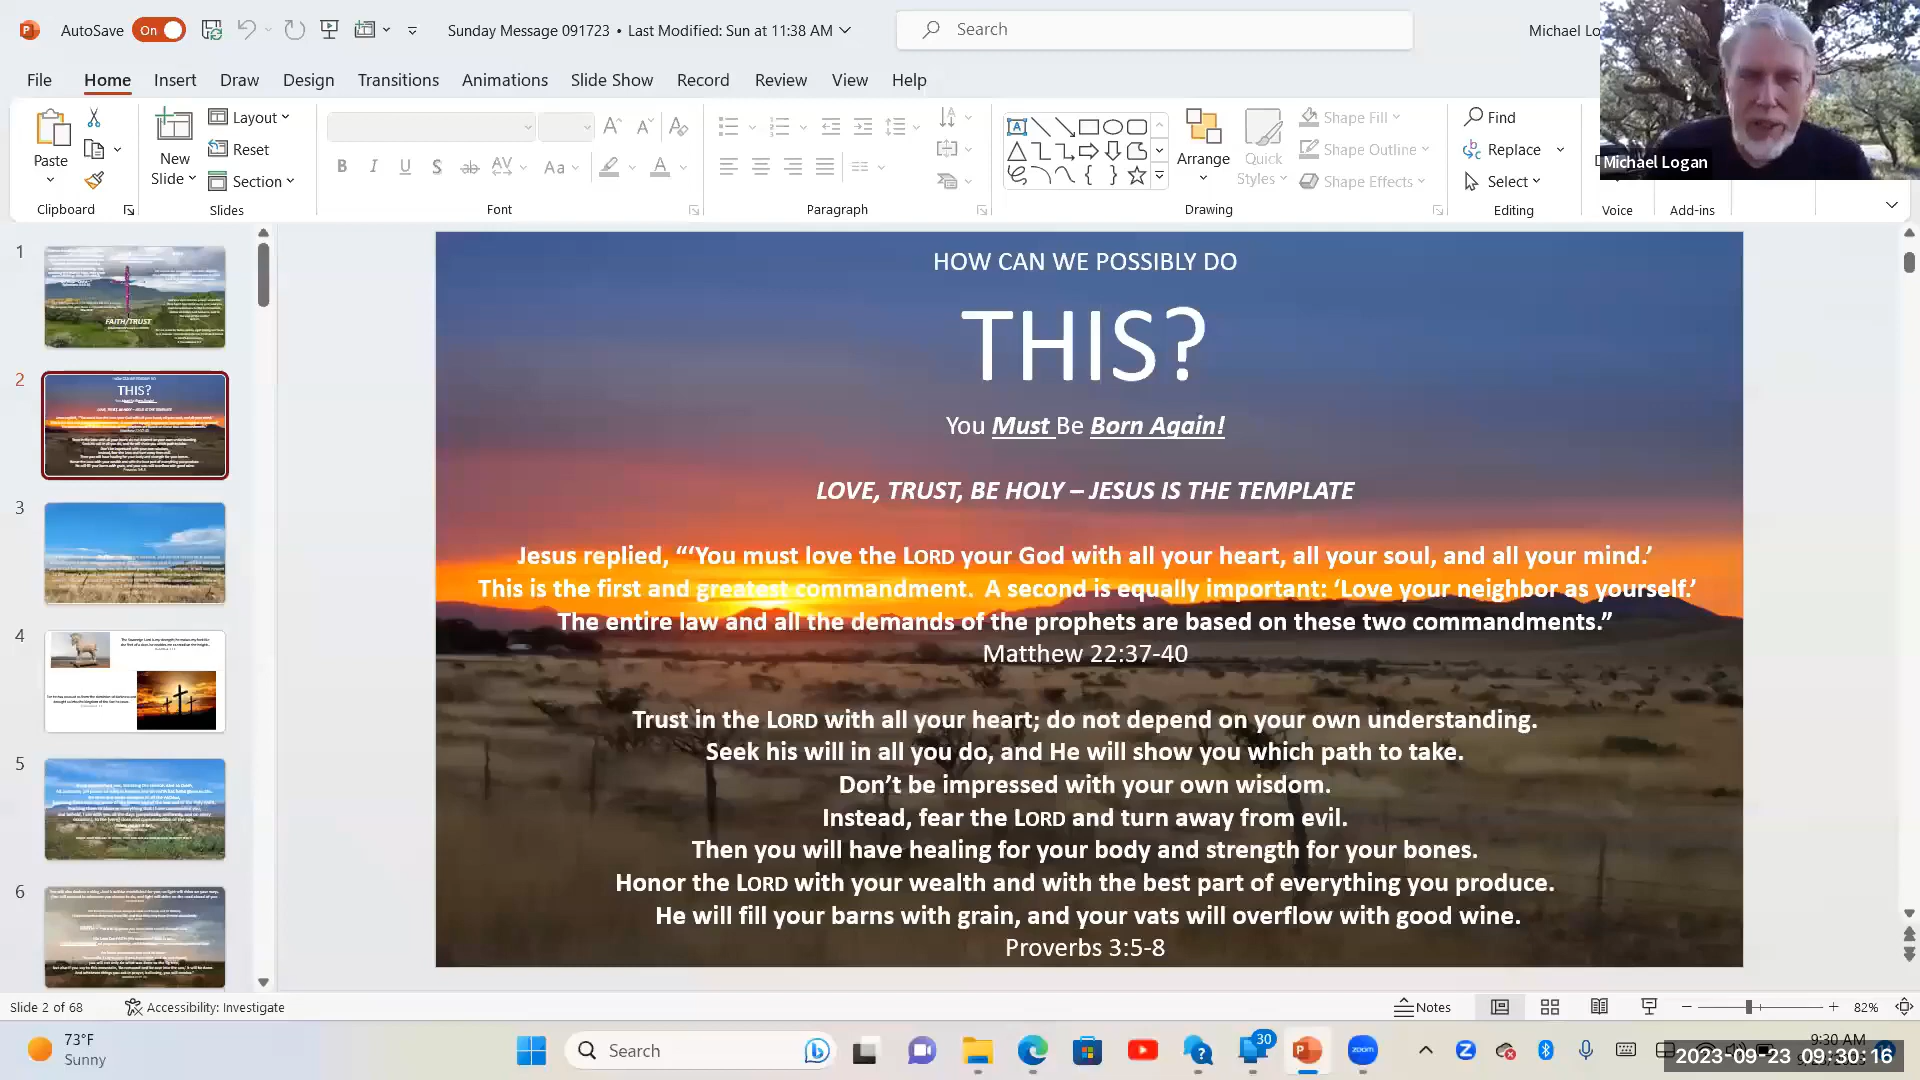 AutoSave On Sunday Message 091723 • Last Modified: Sun at 11:38 AM Search Michael Lo
File Home Insert Draw Design Transitions Animations Slide Show Record Review View Help
Paste
New Slide
Layout
Reset
Section
Arrange
Quick Styles
Shape Fill
Shape Outline
Shape Effects
Find
Replace
Select
Michael Logan
Clipboard Slides Font Paragraph Drawing Editing Voice Add-ins
1
FAITH/TRUST
2
THIS?
3
4
5
6
HOW CAN WE POSSIBLY DO
THIS?
You Must Be Born Again!
LOVE, TRUST, BE HOLY – JESUS IS THE TEMPLATE
Jesus replied, “‘You must love the LORD your God with all your heart, all your soul, and all your mind.’
This is the first and greatest commandment. A second is equally important: ‘Love your neighbor as yourself.’
The entire law and all the demands of the prophets are based on these two commandments.”
Matthew 22:37-40
Trust in the LORD with all your heart; do not depend on your own understanding.
Seek his will in all you do, and He will show you which path to take.
Don’t be impressed with your own wisdom.
Instead, fear the LORD and turn away from evil.
Then you will have healing for your body and strength for your bones.
Honor the LORD with your wealth and with the best part of everything you produce.
He will fill your barns with grain, and your vats will overflow with good wine.
Proverbs 3:5-8
Slide 2 of 68 Accessibility: Investigate Notes 82%
73°F
Sunny
Search
30
zoom
9:30 AM
2023-09-23 09:30:16